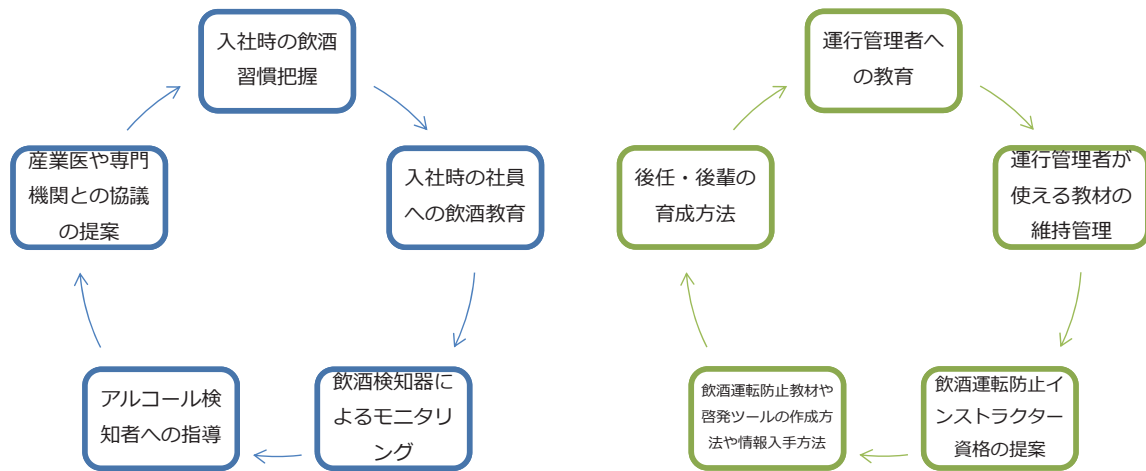 入社時の飲酒
習慣把握
入社時の社員
への飲酒教育
飲酒検知器に
よるモニタリ
ング
アルコール検
知者への指導
産業医や専門
機関との協議
の提案
運行管理者へ
の教育
運行管理者が
使える教材の
維持管理
飲酒運転防止イ
ンストラクター
資格の提案
飲酒運転防止教材や
啓発ツールの作成方
法や情報入手方法
後任・後輩の
育成方法